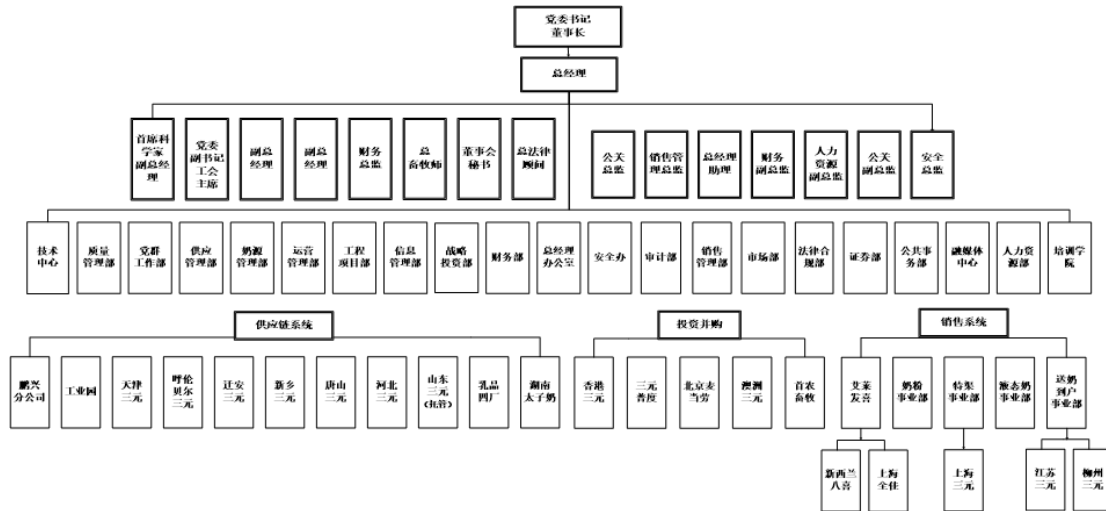 党委书记
董事长
总经理
首席科
学家
副总经
理
党委
副书记
工会
主席
副总
经理
副总
经理
财务
总监
总
畜牧师
董事会
秘书
总法律
顾问
公关
总监
销售管
理总监
总经理
助理
财务
副总监
人力
资源
副总监
公关
副总监
安全
总监
技术
中心
质量
管理部
党群
工作部
供应
管理部
奶源
管理部
运营
管理部
工程
项目部
信息
管理部
战略
投资部
财务部
总经理
办公室
安全办
审计部
销售
管理部
市场部
法律合
规部
证券部
公共事
务部
融媒体
中心
人力资
源部
培训学
院
供应链系统
投资并购
销售系统
鹏兴
分公司
工业园
天津
三元
呼伦
贝尔
三元
迁安
三元
新乡
三元
唐山
三元
河北
三元
山东
三元
(托管)
乳品
四厂
湖南
太子奶
香港
三元
三元
普度
北京麦
当劳
澳洲
三元
首农
畜牧
艾莱
发喜
奶粉
事业部
特渠
事业部
液态奶
事业部
送奶
到户
事业部
新西兰
八喜
上海
全佳
上海
三元
江苏
三元
柳州
三元